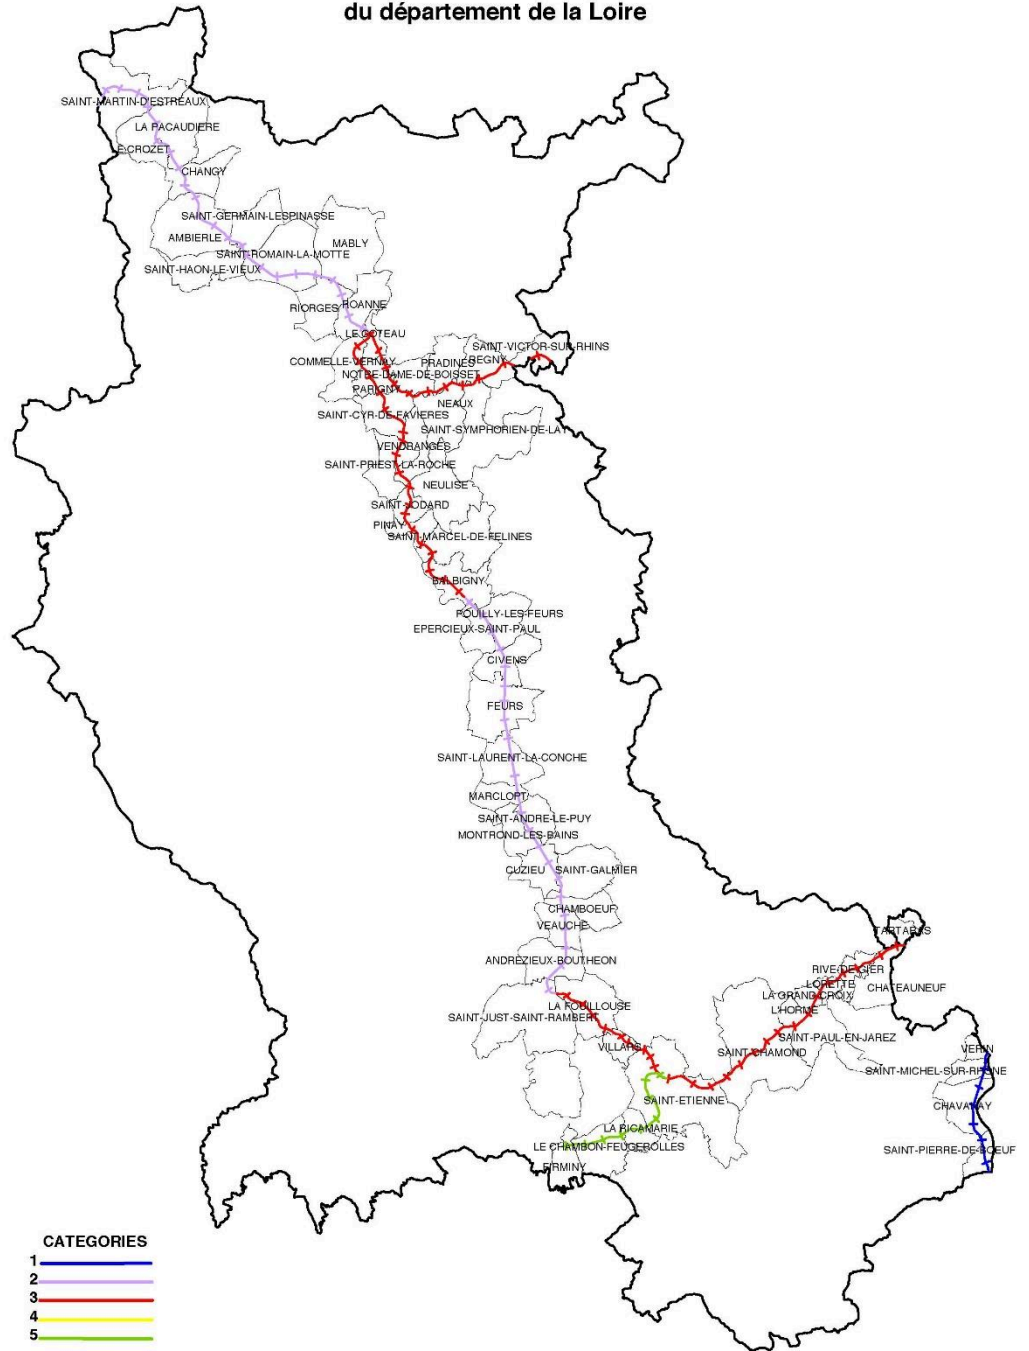 du département de la Loire
SAINT-MARTIN-D'ESTREAUX
LA PACAUDIERE
LE CROZET
CHANGY
SAINT-GERMAIN-LESPINASSE
AMBIERLE
MABLY
SAINT-ROMAIN-LA-MOTTE
SAINT-HAON-LE-VIEUX
RIORGES
ROANNE
LE COTEAU
SAINT-VICTOR-SUR-RHINS
COMMELLE-VERNAY
PRADINES
REGNY
NOTRE-DAME-DE-BOISSET
PARIGNY
NEAUX
SAINT-CYR-DE-FAVIERES
SAINT-SYMPHORIEN-DE-LAY
VENDRANGES
SAINT-PRIEST-LA-ROCHE
NEULISE
SAINT-JODARD
PINAY
SAINT-MARCEL-DE-FELINES
BALBIGNY
POUILLY-LES-FEURS
EPERCIEUX-SAINT-PAUL
CIVENS
FEURS
SAINT-LAURENT-LA-CONCHE
MARCLOPT
SAINT-ANDRE-LE-PUY
MONTROND-LES-BAINS
CUZIEU
SAINT-GALMIER
CHAMBOEUF
VEAUCHE
TARTARAS
ANDREZIEUX-BOUTHEON
RIVE-DE-GIER
LORETTE
CHATEAUNEUF
LA GRAND-CROIX
LA FOUILLOUSE
L'HORME
SAINT-JUST-SAINT-RAMBERT
SAINT-PAUL-EN-JAREZ
VILLARS
SAINT-CHAMOND
VERIN
SAINT-MICHEL-SUR-RHONE
SAINT-ETIENNE
CHAVANAY
LA RICAMARIE
LE CHAMBON-FEUGEROLLES
SAINT-PIERRE-DE-BOEUF
FIRMINY
CATEGORIES
1
2
3
4
5